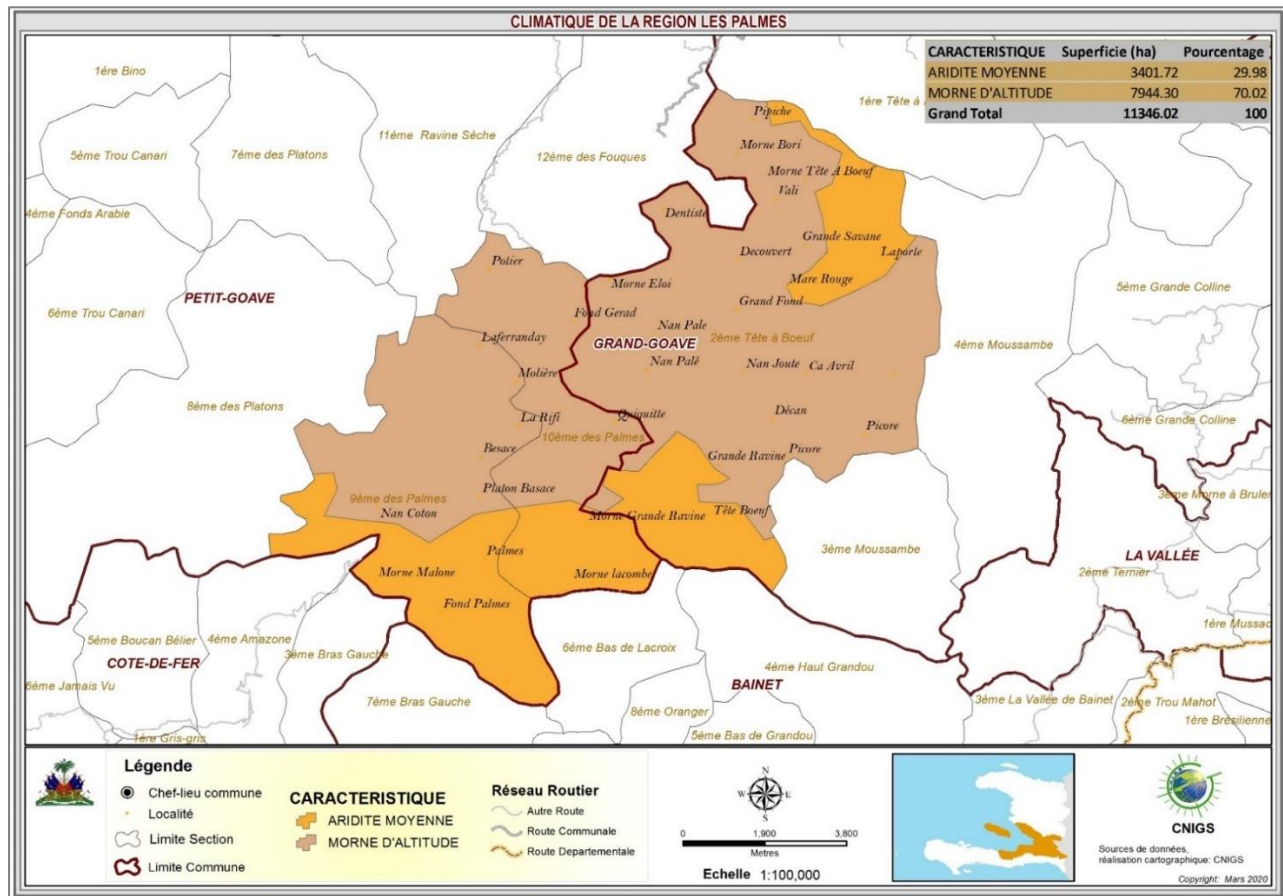 CLIMATIQUE DE LA REGION LES PALMES
CARACTERISTIQUE Superficie (ha) Pourcentage
ARIDITE MOYENNE 3401.72 29.98
MORNE D'ALTITUDE 7944.30 70.02
Grand Total 11346.02 100
1ère Bino
11ème Ravine Sèche
5ème Trou Canari
7ème des Platons
12ème des Fouques
1ère Tête à
Pipiche
Morne Bori
Morne Tête A Boeuf
Vali
4ème Fonds Arabie
Dentiste
Grande Savane
Decouvert
Laporle
Potier
Mare Rouge
Morne Eloi
5ème Grande Colline
PETIT-GOAVE
Grand Fond
6ème Trou Canari
Fond Gerad
Nan Pale
Laferranday
2ème Tête à Boeuf
GRAND-GOAVE
4ème Moussambe
Nan Palé
Nan Joute
Ca Avril
Molière
8ème des Platons
La Rifi
Quiquitte
Décan
6ème Grande Colline
Picore
10ème des Palmes
Besace
Grande Ravine
Picore
Platon Basace
9ème des Palmes
3ème Morne à Bruler
Nan Coton
Morne Grande Ravine
Tête Boeuf
Palmes
3ème Moussambe
LA VALLÉE
Morne Malone
Morne lacombe
2ème Ternier
Fond Palmes
1ère Mussac
5ème Boucan Bélier
4ème Amazone
6ème Bas de Lacroix
3ème Bras Gauche
COTE-DE-FER
4ème Haut Grandou
6ème Jamais Vu
BAINET
7ème Bras Gauche
3ème La Vallée de Bainet
2ème Trou Mahot
8ème Oranger
1ère Brésilienne
5ème Bas de Grandou
1ère Gris-gris
Légende
Chef-lieu commune
Localité
Limite Section
Limite Commune
CARACTERISTIQUE
ARIDITE MOYENNE
MORNE D'ALTITUDE
Réseau Routier
Autre Route
Route Communale
Route Departementale
N
W E
S
0 1,900 3,800
Metres
Echelle 1:100,000
CNIGS
Sources de données,
réalisation cartographique: CNIGS
Copyright: Mars 2020